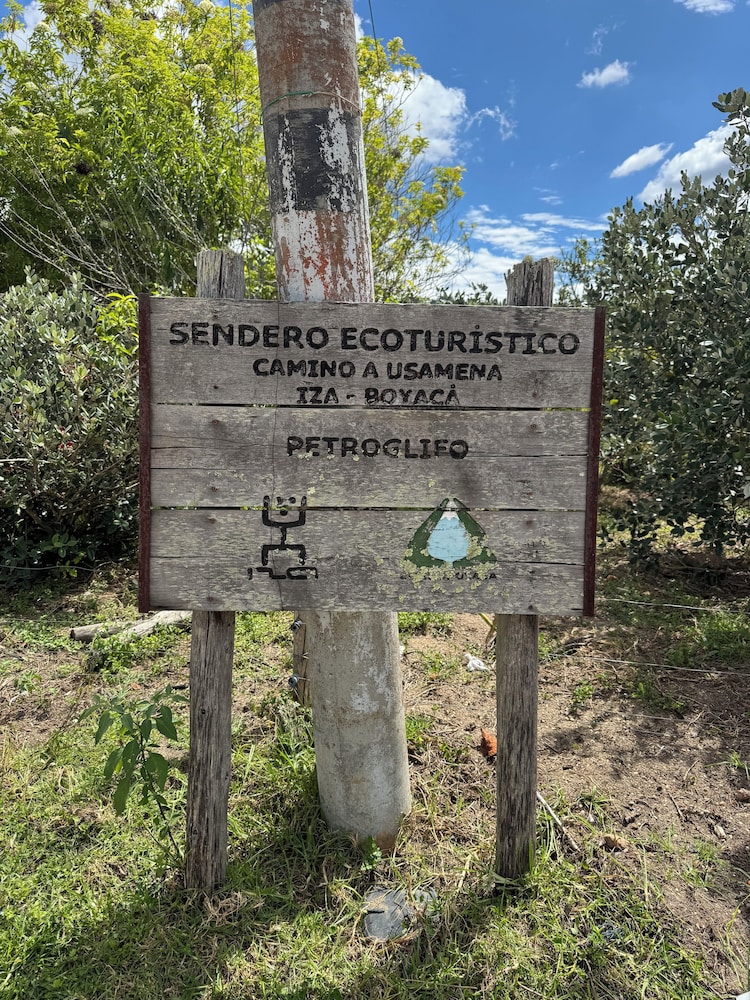 SENDERO ECOTURÍSTICO
CAMINO A USAMENA
IZA - BOYACÁ
PETROGLIFO